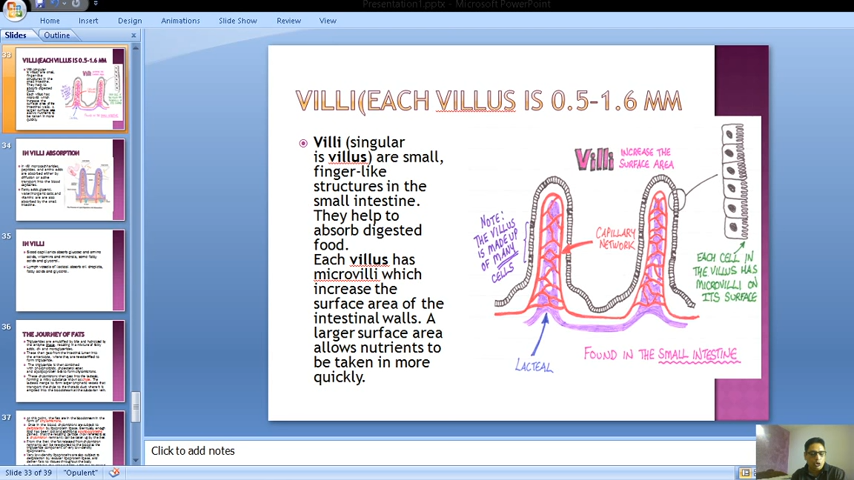 Presentation1.pptx - Microsoft PowerPoint
Home Insert Design Animations Slide Show Review View
Slides Outline
33
VILLI(EACH VILLUS IS 0.5-1.6 MM
34
IN VILLI ABSORPTION
35
IN VILLI
36
THE JOURNEY OF FATS
37
VILLI(EACH VILLUS IS 0.5-1.6 MM
Villi (singular
is villus) are small,
finger-like
structures in the
small intestine.
They help to
absorb digested
food.
Each villus has
microvilli which
increase the
surface area of the
intestinal walls. A
larger surface area
allows nutrients to
be taken in more
quickly.
Villi INCREASE THE
SURFACE AREA
NOTE:
THE VILLUS
IS MADE UP
OF MANY
CELLS
CAPILLARY
NETWORK
EACH CELL IN
THE VILLUS HAS
MICROVILLI ON
ITS SURFACE
LACTEAL
FOUND IN THE SMALL INTESTINE
Click to add notes
Slide 33 of 39 "Opulent"